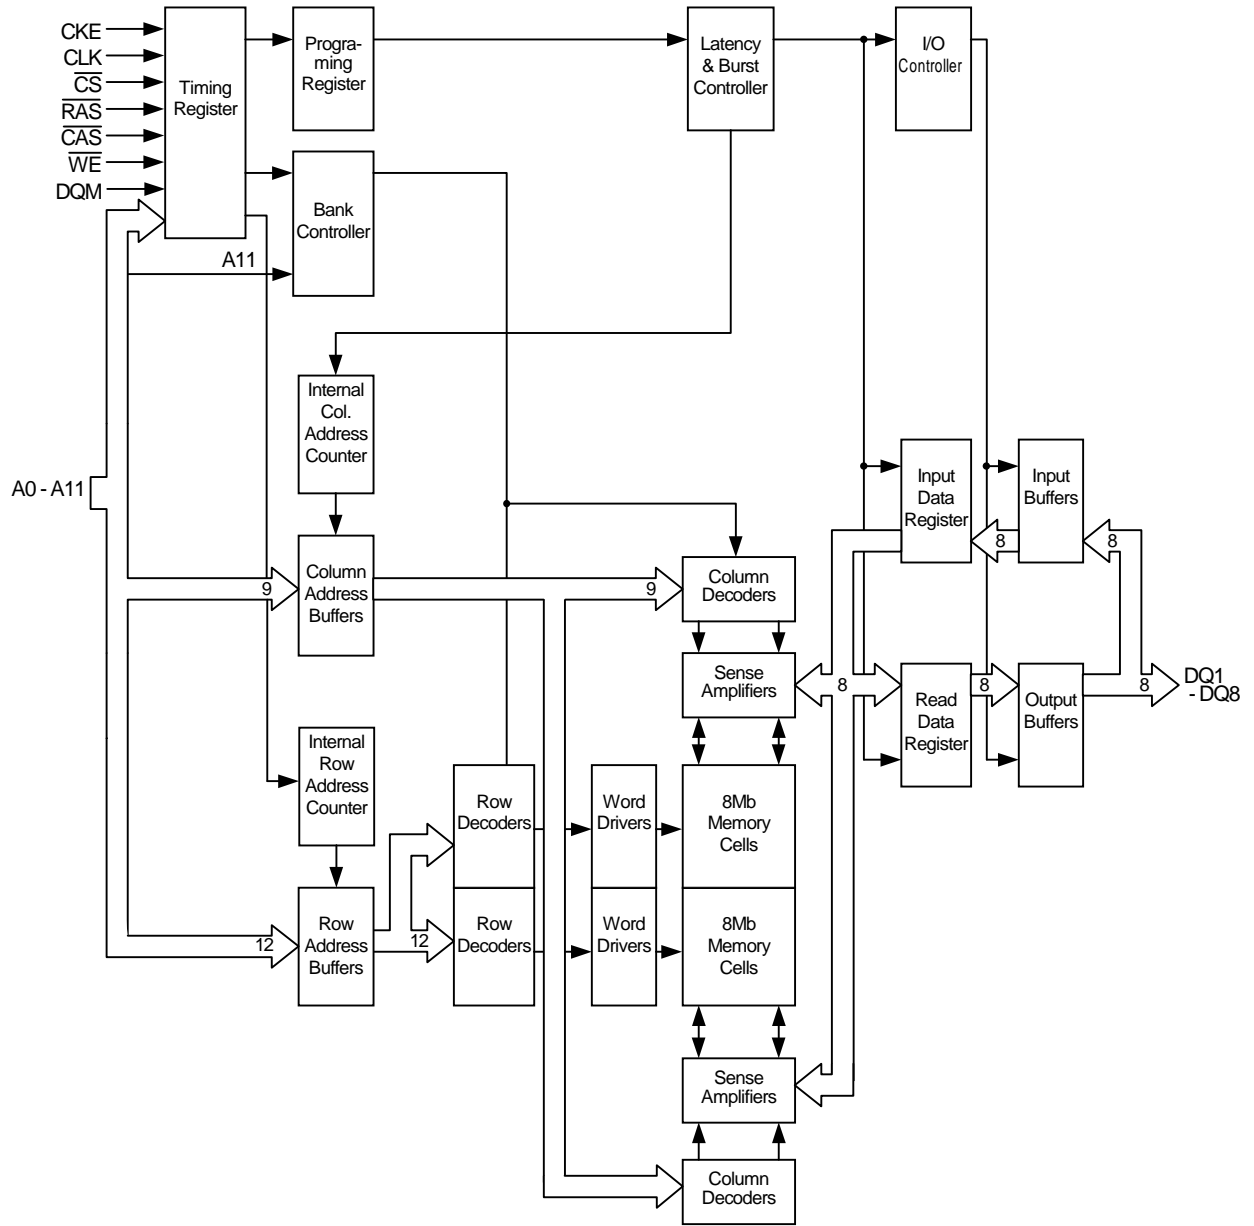 CKE
CLK
CS
RAS
CAS
WE
DQM
Timing
Register
Progra-
ming
Register
Latency
& Burst
Controller
I/O
Controller
Bank
Controller
A11
Internal
Col.
Address
Counter
A0 - A11
Input
Data
Register
Input
Buffers
8
8
9
Column
Address
Buffers
9
Column
Decoders
Sense
Amplifiers
8
Read
Data
Register
8
Output
Buffers
8
DQ1
- DQ8
Internal
Row
Address
Counter
Row
Decoders
Word
Drivers
8Mb
Memory
Cells
12
Row
Address
Buffers
12
Row
Decoders
Word
Drivers
8Mb
Memory
Cells
Sense
Amplifiers
Column
Decoders